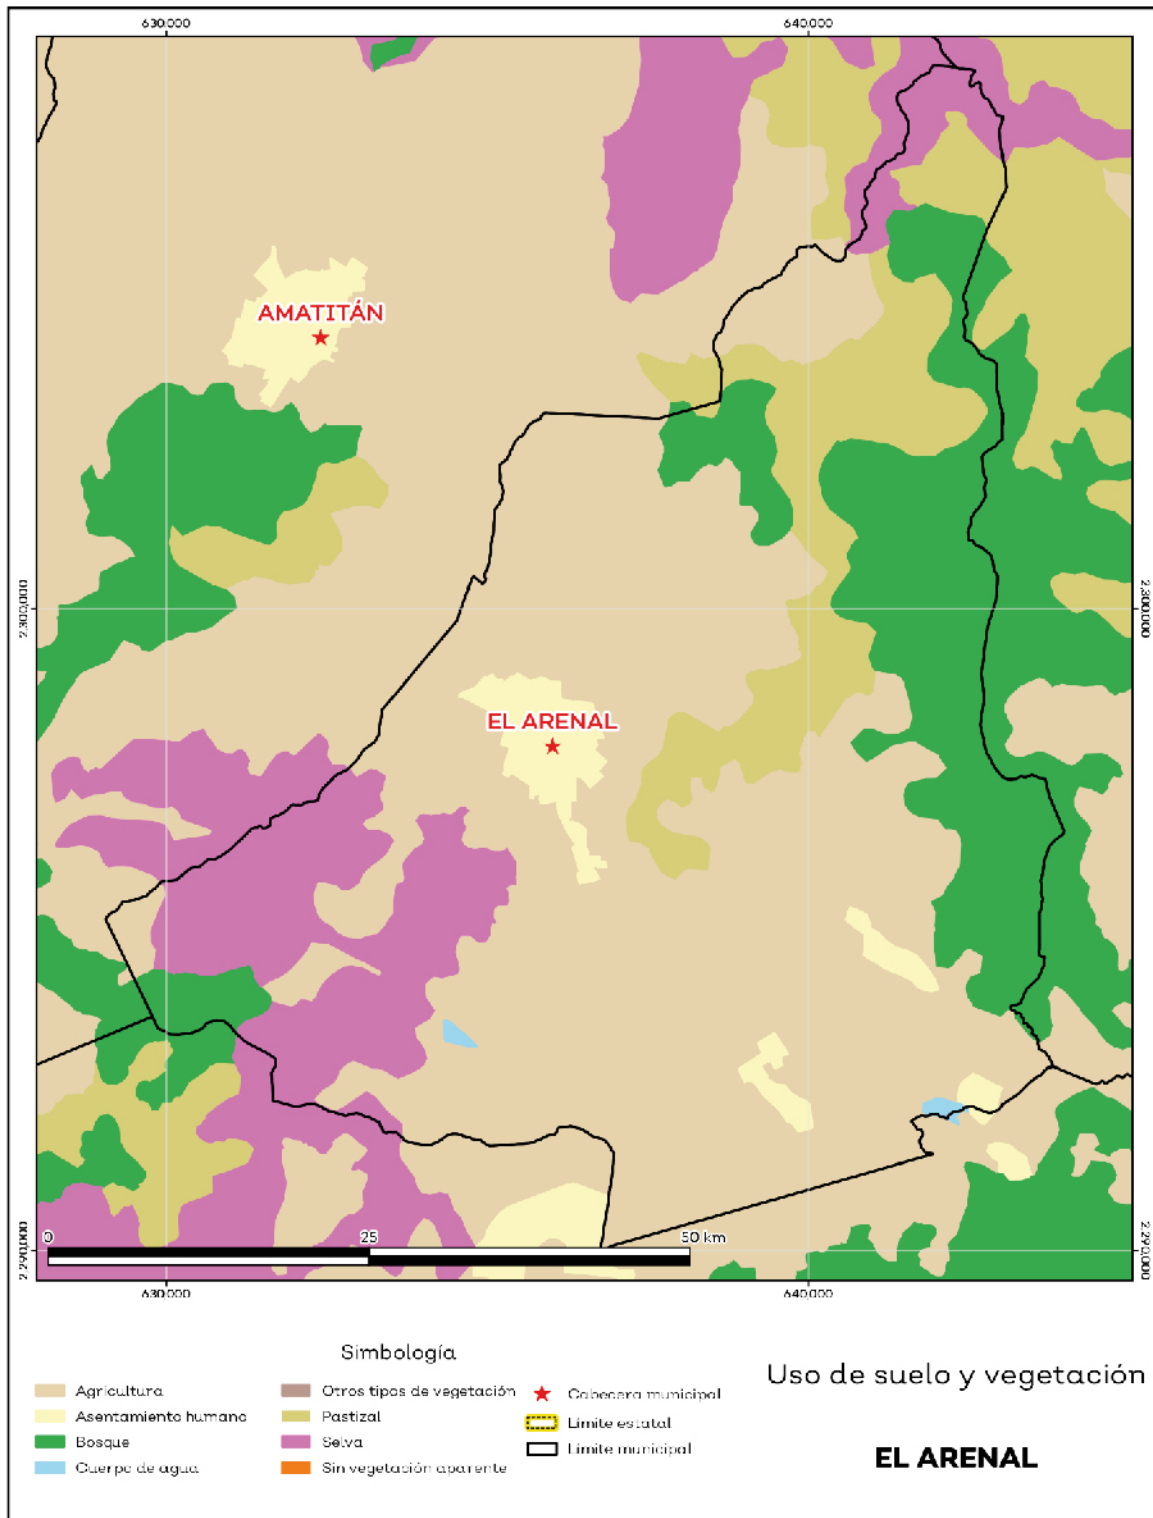 630,000 640,000
AMATITÁN
2,300,000 2,300,000
EL ARENAL
2,290,000 2,290,000
0 25 50 km
630,000 640,000
Simbología
Agricultura
Asentamiento humano
Bosque
Cuerpo de agua
Otros tipos de vegetación
Pastizal
Selva
Sin vegetación aparente
Cabecera municipal
Límite estatal
Límite municipal
Uso de suelo y vegetación
EL ARENAL